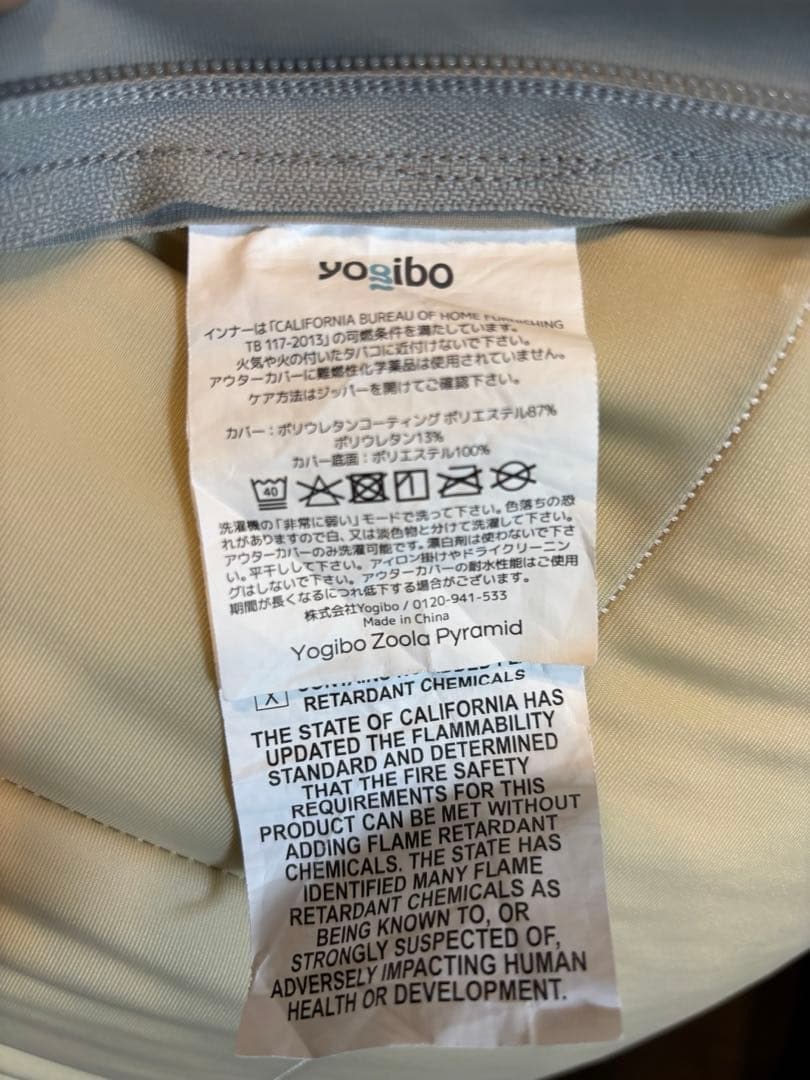 yogibo
インナーは「CALIFORNIA BUREAU OF HOME FURNISHING
TB 117-2013」の可燃条件を満たしています。
火気や火の付いたタバコに近付けないで下さい。
アウターカバーに難燃性化学薬品は使用されていません。
ケア方法はジッパーを開けてご確認下さい。
カバー：ポリウレタンコーティング ポリエステル87%
ポリウレタン13%
カバー底面：ポリエステル100%
40
洗濯機の「非常に弱い」モードで洗って下さい。色落ちの恐
れがありますので白、又は淡色物と分けて洗濯して下さい。
アウターカバーのみ洗濯可能です。漂白剤は使わないで下さ
い。平干しして下さい。アイロン掛けやドライクリーニン
グはしないで下さい。アウターカバーの耐水性能はご使用
期間が長くなるにつれ低下する場合がございます。
株式会社Yogibo / 0120-941-533
Made in China
Yogibo Zoola Pyramid
X
RETARDANT CHEMICALS
THE STATE OF CALIFORNIA HAS
UPDATED THE FLAMMABILITY
STANDARD AND DETERMINED
THAT THE FIRE SAFETY
REQUIREMENTS FOR THIS
PRODUCT CAN BE MET WITHOUT
ADDING FLAME RETARDANT
CHEMICALS. THE STATE HAS
IDENTIFIED MANY FLAME
RETARDANT CHEMICALS AS
BEING KNOWN TO, OR
STRONGLY SUSPECTED OF,
ADVERSELY IMPACTING HUMAN
HEALTH OR DEVELOPMENT.